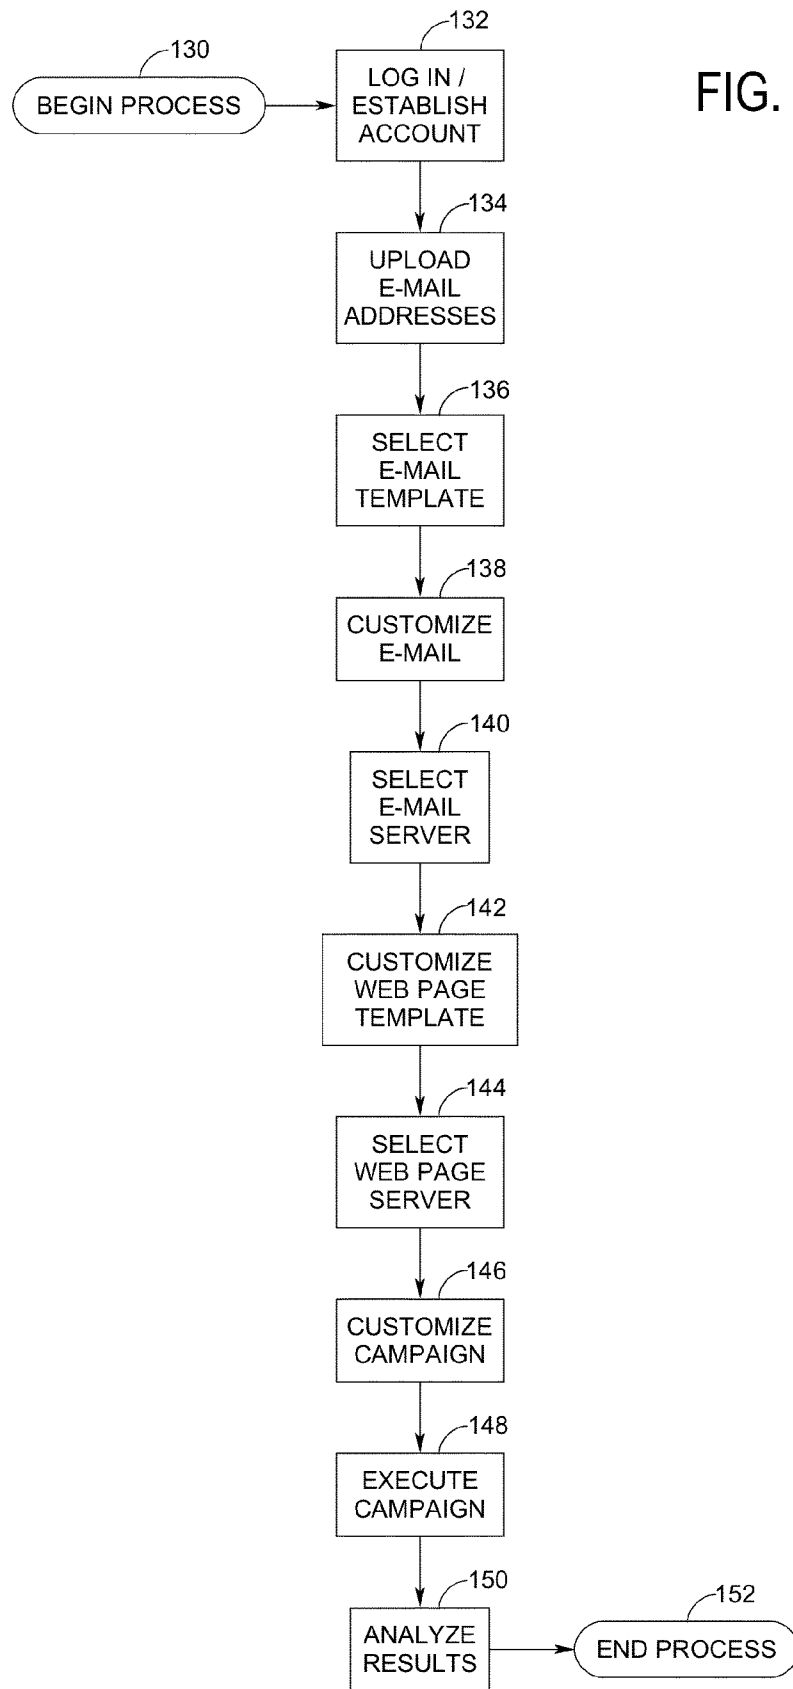 130
BEGIN PROCESS
132
LOG IN /
ESTABLISH
ACCOUNT
FIG.
134
UPLOAD
E-MAIL
ADDRESSES
136
SELECT
E-MAIL
TEMPLATE
138
CUSTOMIZE
E-MAIL
140
SELECT
E-MAIL
SERVER
142
CUSTOMIZE
WEB PAGE
TEMPLATE
144
SELECT
WEB PAGE
SERVER
146
CUSTOMIZE
CAMPAIGN
148
EXECUTE
CAMPAIGN
150
ANALYZE
RESULTS
152
END PROCESS